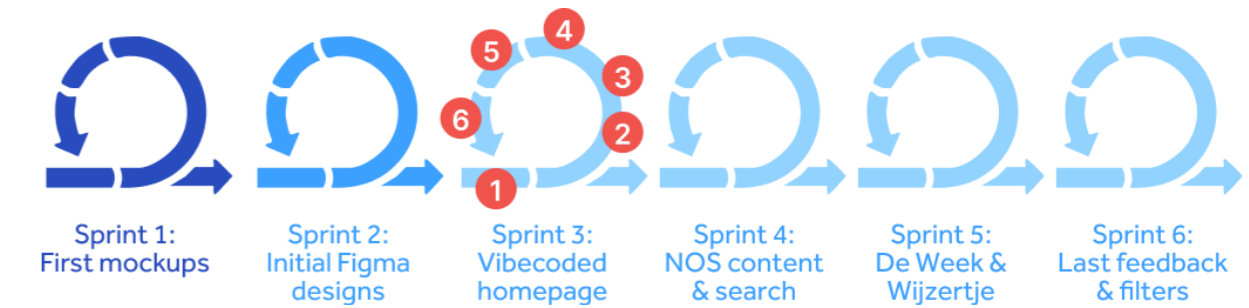 4
5
3
6
2
1
Sprint 1:
First mockups
Sprint 2:
Initial Figma
designs
Sprint 3:
Vibecoded
homepage
Sprint 4:
NOS content
& search
Sprint 5:
De Week &
Wijzertje
Sprint 6:
Last feedback
& filters